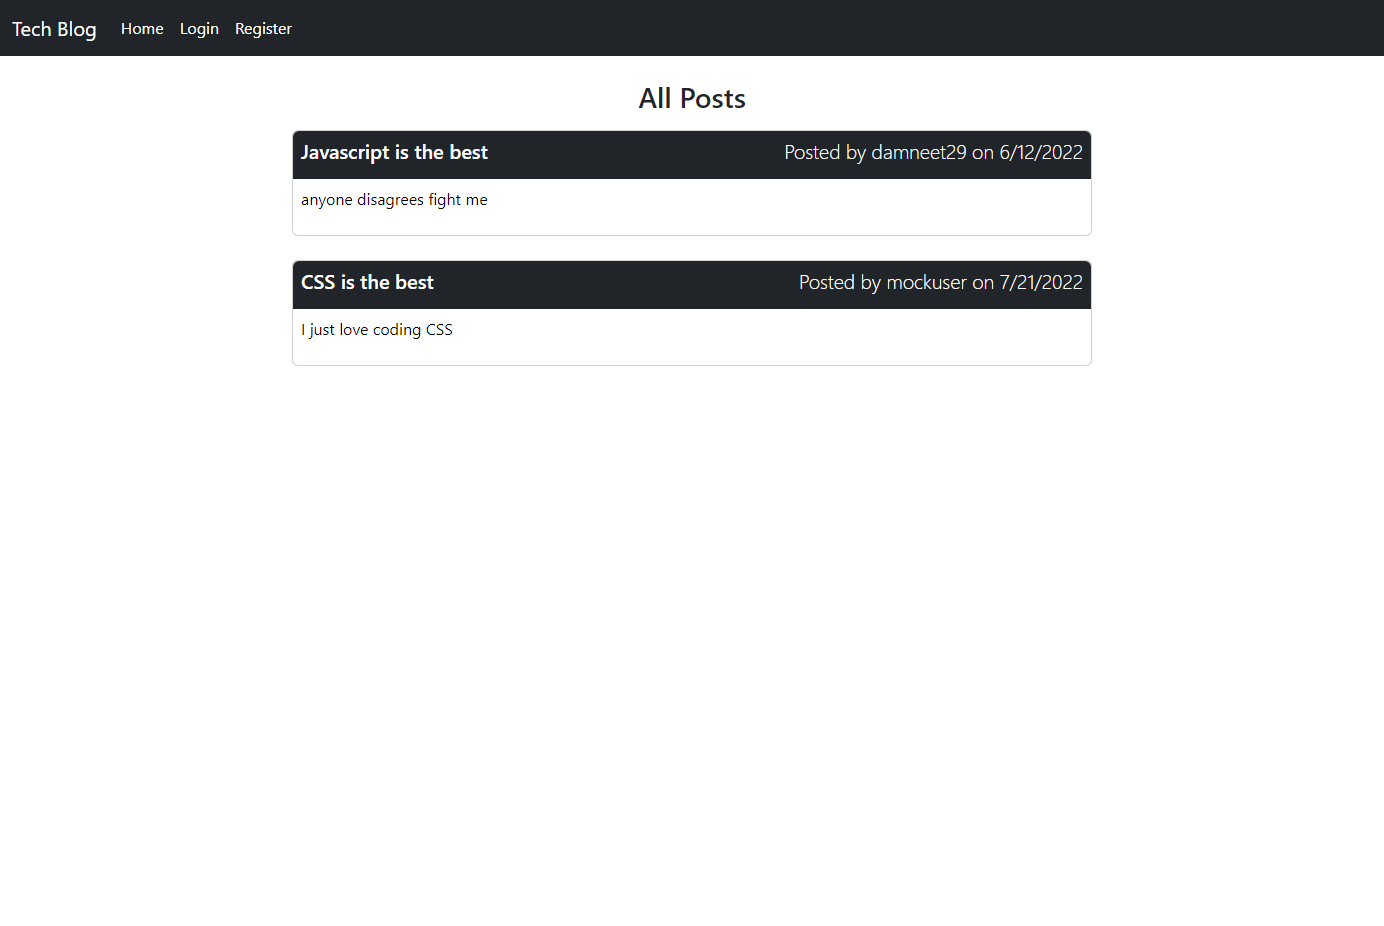 Tech Blog Home Login Register
All Posts
Javascript is the best Posted by damneet29 on 6/12/2022
anyone disagrees fight me
CSS is the best Posted by mockuser on 7/21/2022
I just love coding CSS